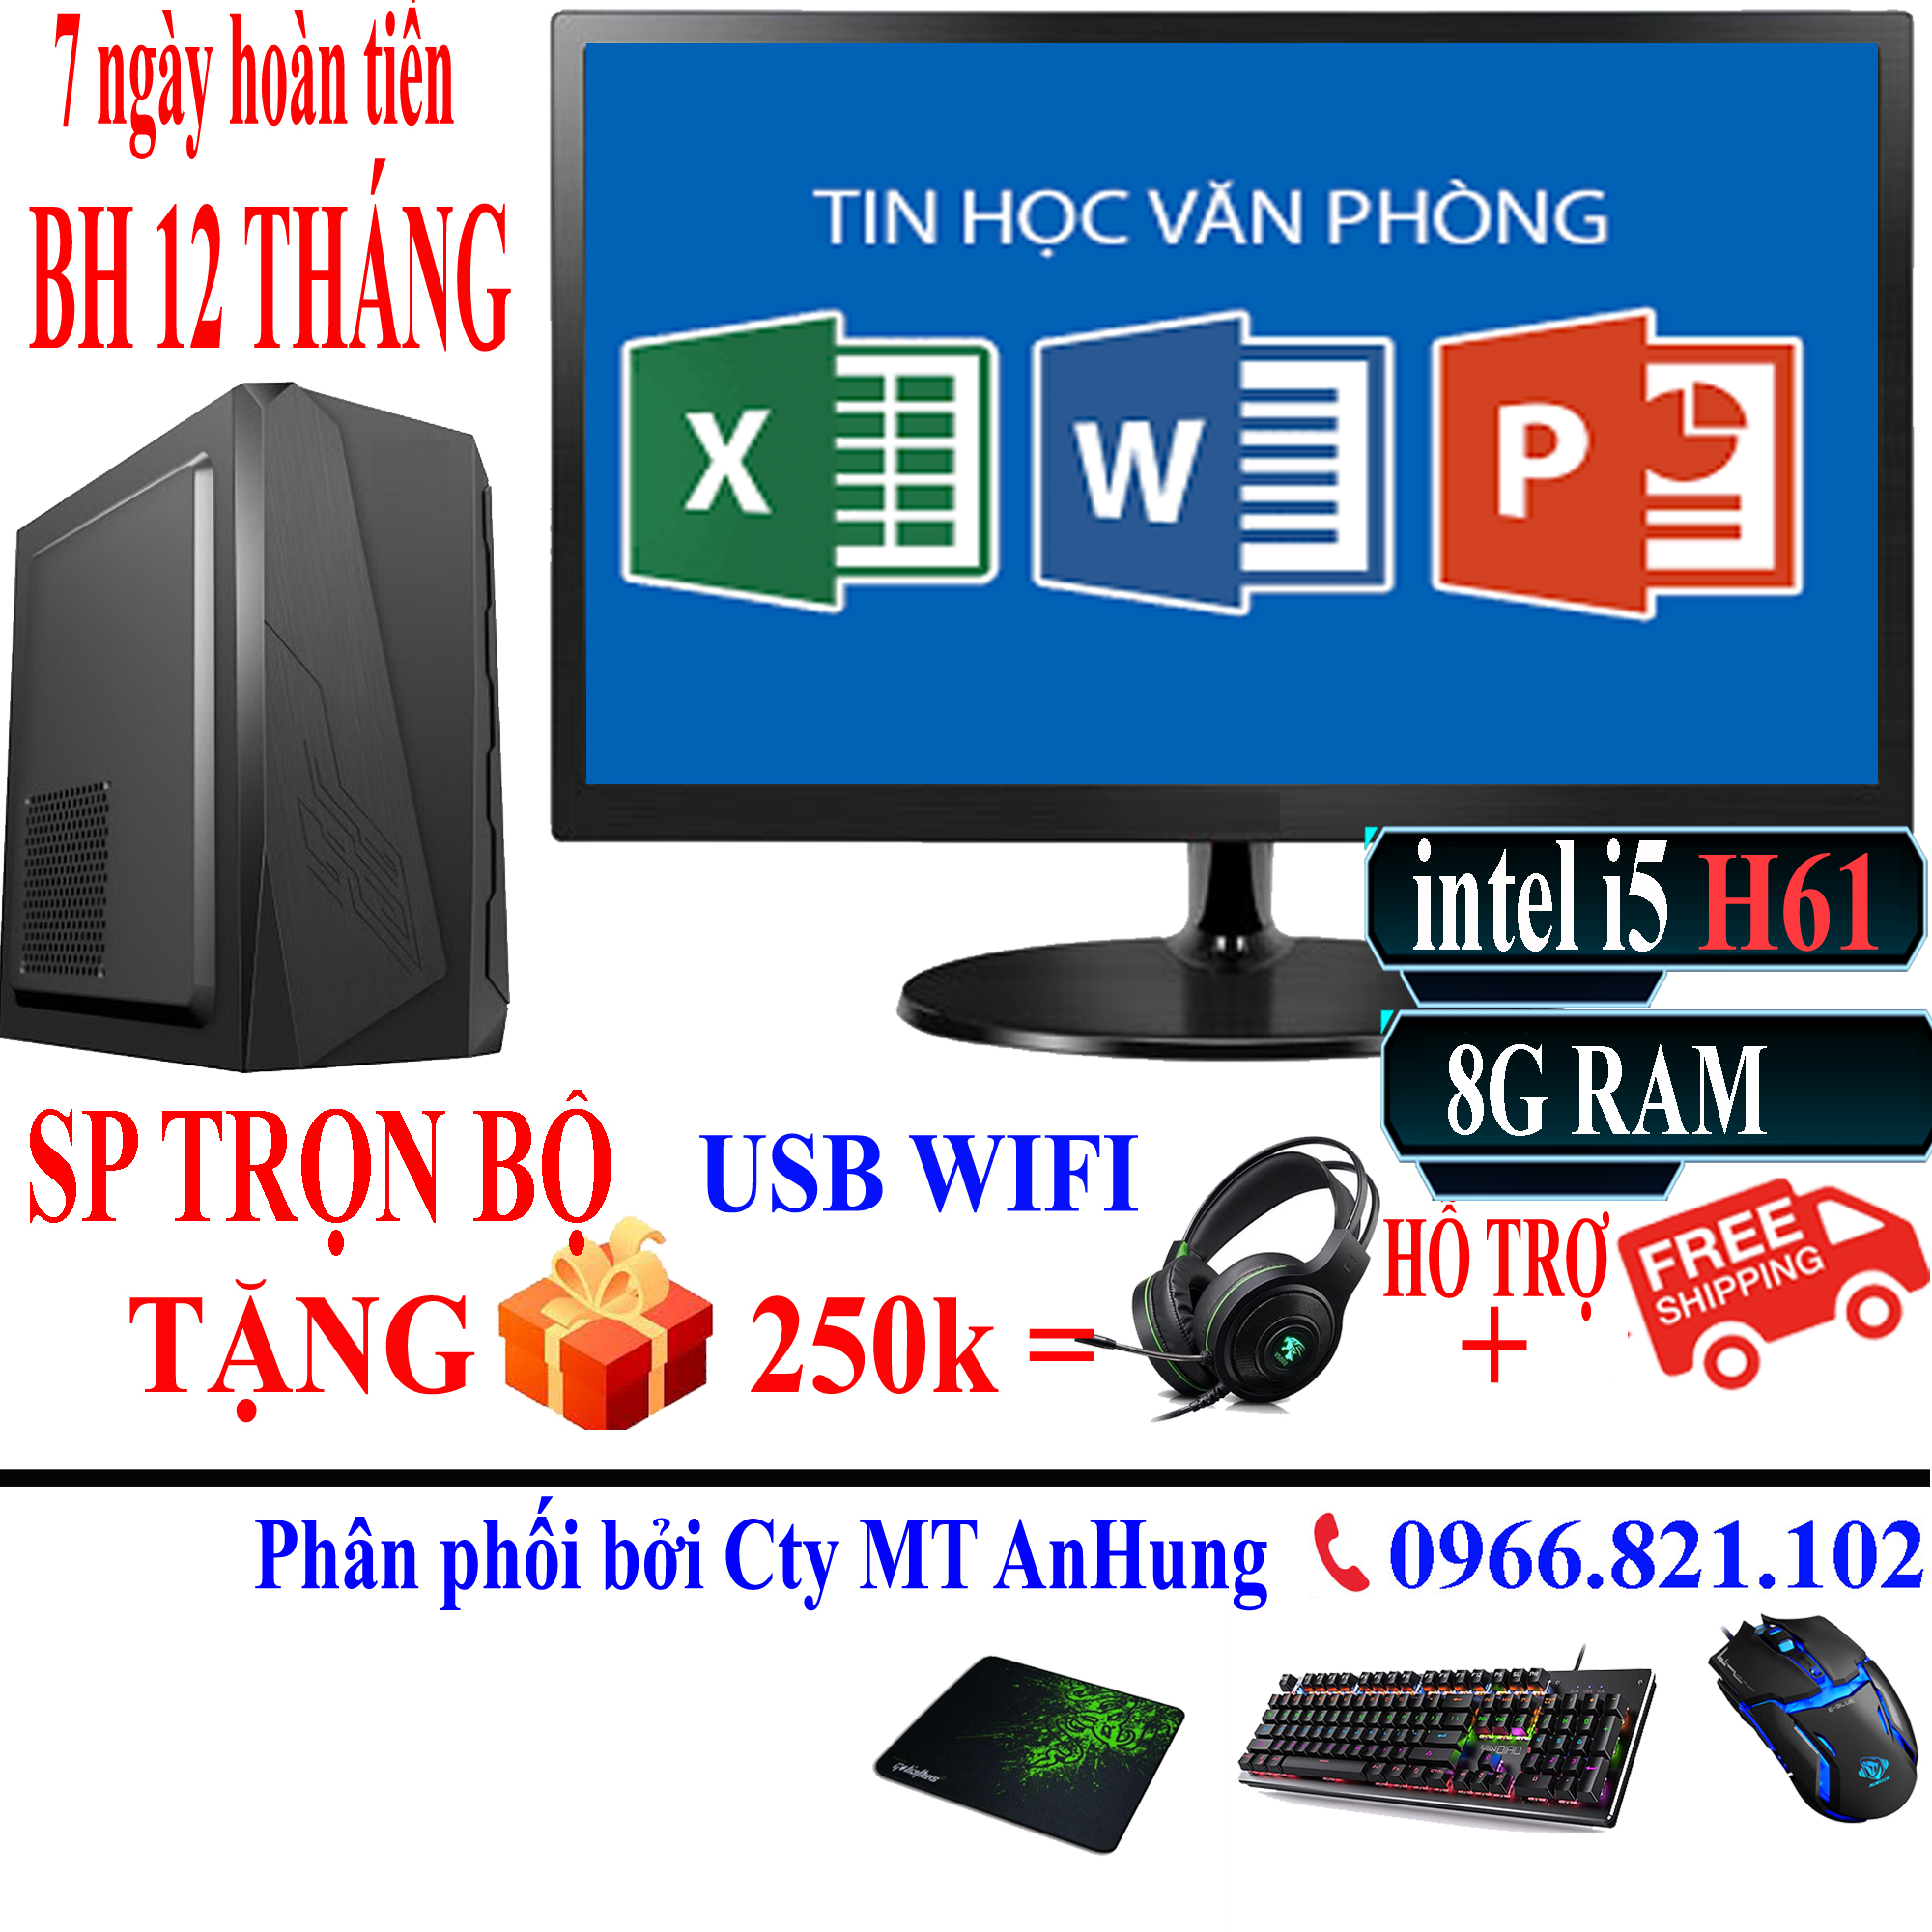 7 ngày hoàn tiền
BH 12 THÁNG
TIN HỌC VĂN PHÒNG
X
W
P
intel i5 H61
8G RAM
SP TRỌN BỘ
USB WIFI
TẶNG
250k =
HỖ TRỢ
+
FREE
SHIPPING
Phân phối bởi Cty MT AnHung
0966.821.102